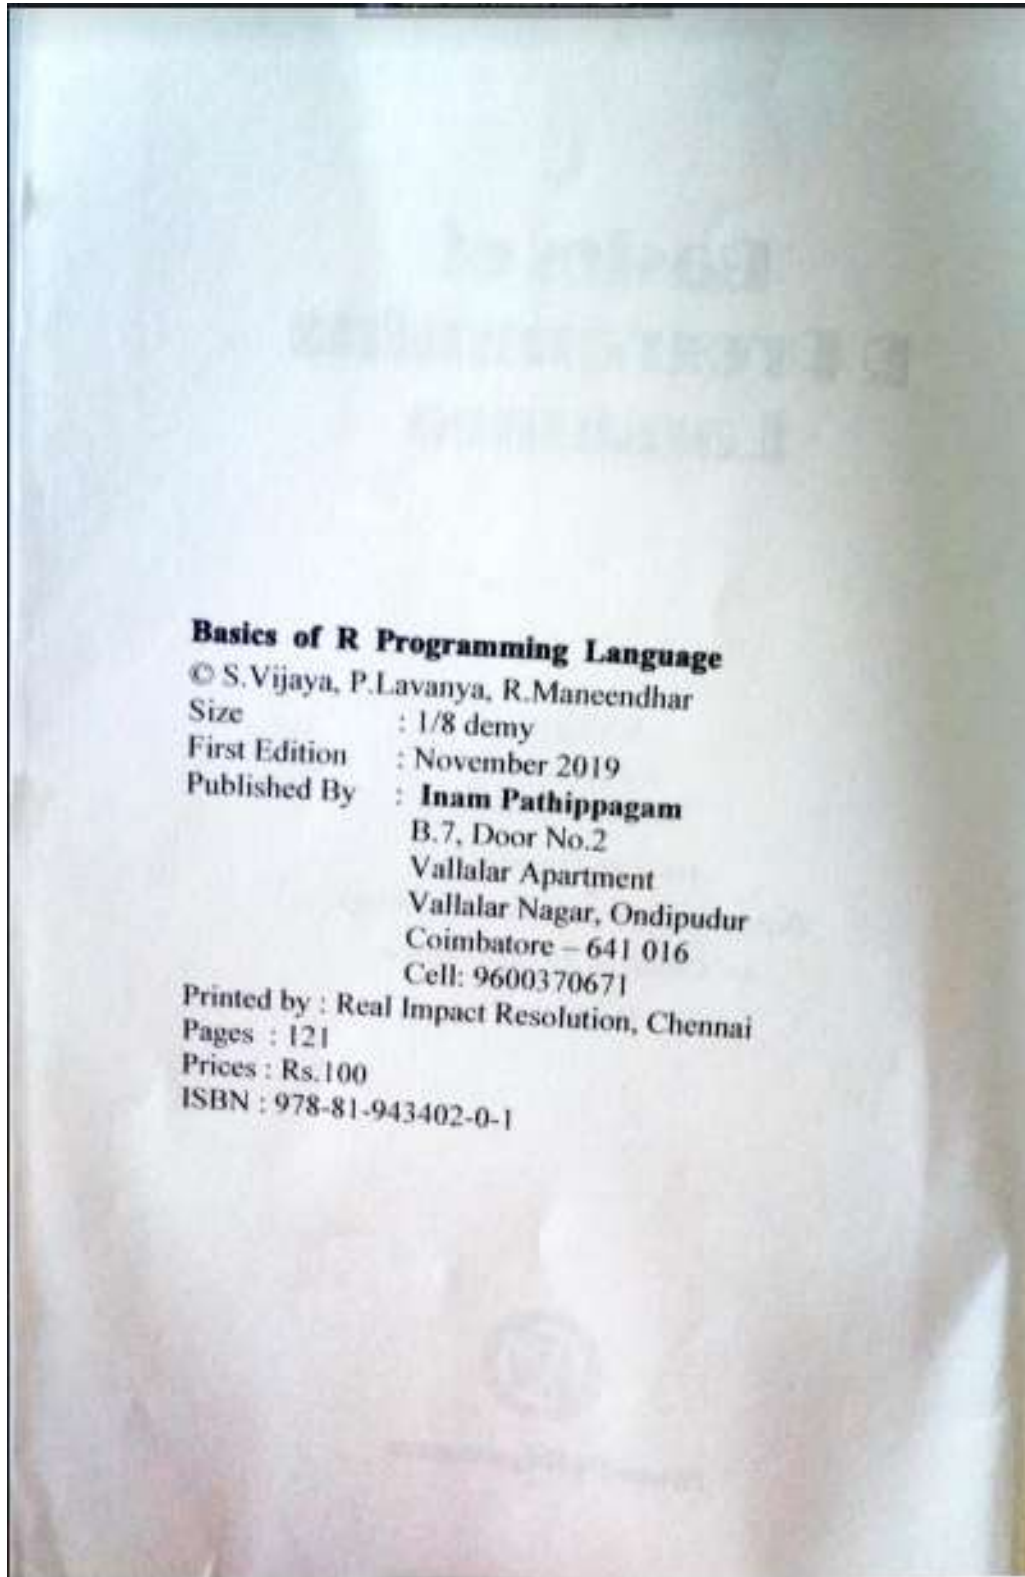 Basics of R Programming Language
© S.Vijaya, P.Lavanya, R.Maneendhar
Size : 1/8 demy
First Edition : November 2019
Published By : Inam Pathippagam
B.7, Door No.2
Vallalar Apartment
Vallalar Nagar, Ondipudur
Coimbatore – 641 016
Cell: 9600370671
Printed by : Real Impact Resolution, Chennai
Pages : 121
Prices : Rs.100
ISBN : 978-81-943402-0-1